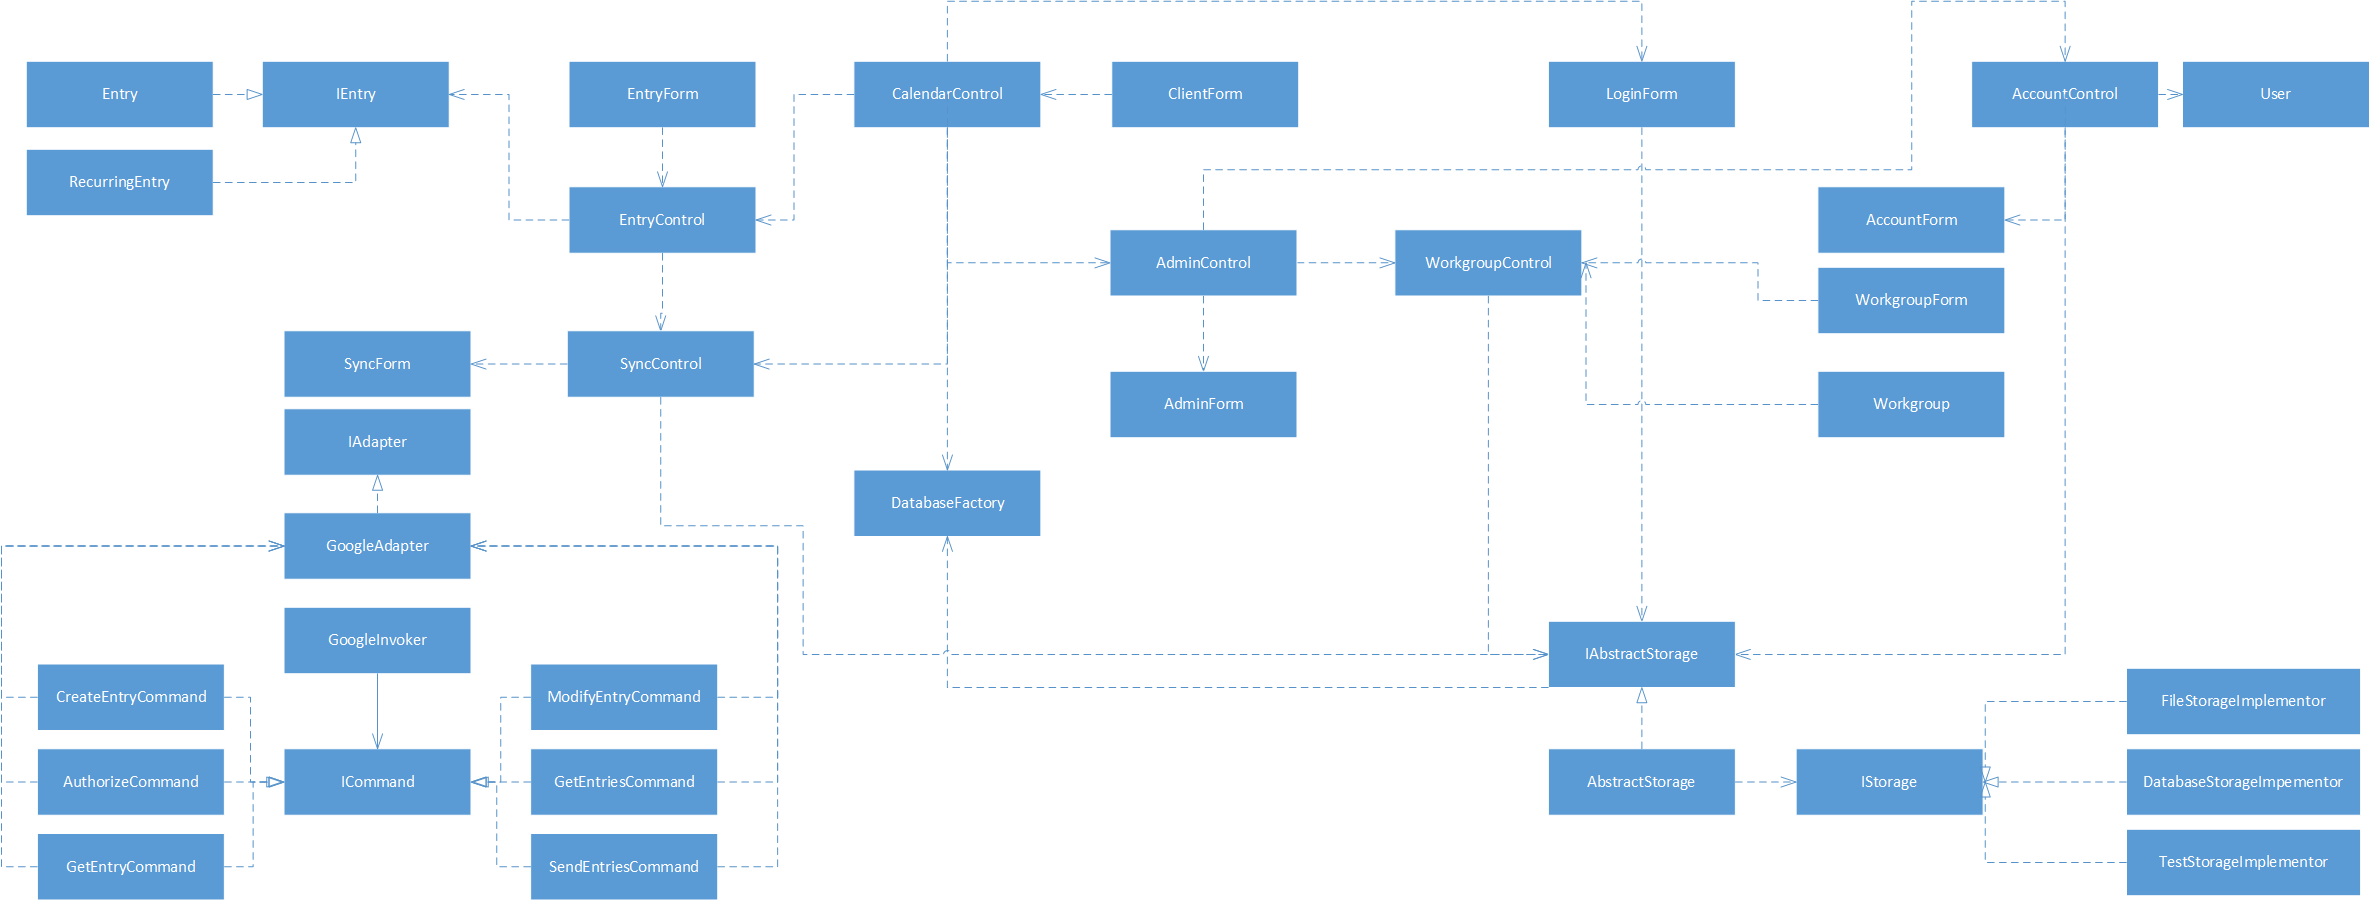 Entry
IEntry
EntryForm
CalendarControl
ClientForm
LoginForm
AccountControl
User
RecurringEntry
EntryControl
AccountForm
AdminControl
WorkgroupControl
WorkgroupForm
SyncForm
SyncControl
AdminForm
Workgroup
IAdapter
DatabaseFactory
GoogleAdapter
GoogleInvoker
IAbstractStorage
CreateEntryCommand
ModifyEntryCommand
FileStorageImplementor
AuthorizeCommand
ICommand
GetEntriesCommand
AbstractStorage
IStorage
DatabaseStorageImpementor
GetEntryCommand
SendEntriesCommand
TestStorageImplementor